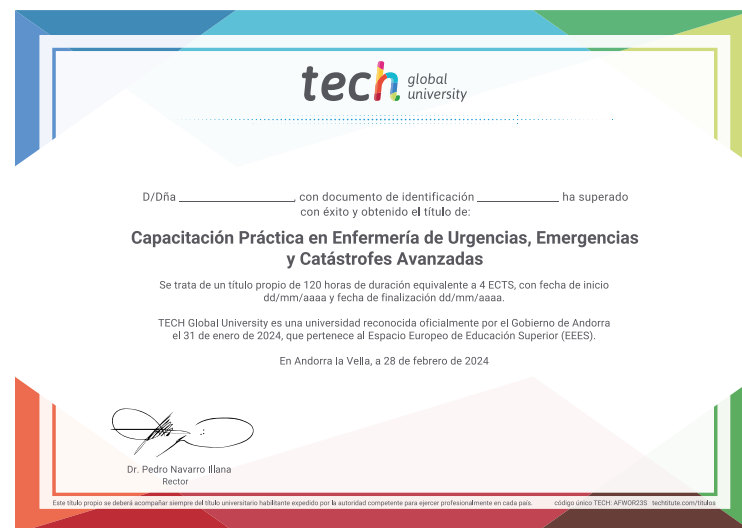 tech global university
D/Dña ____________________, con documento de identificación ______________ ha superado
con éxito y obtenido el título de:
Capacitación Práctica en Enfermería de Urgencias, Emergencias
y Catástrofes Avanzadas
Se trata de un título propio de 120 horas de duración equivalente a 4 ECTS, con fecha de inicio
dd/mm/aaaa y fecha de finalización dd/mm/aaaa.
TECH Global University es una universidad reconocida oficialmente por el Gobierno de Andorra
el 31 de enero de 2024, que pertenece al Espacio Europeo de Educación Superior (EEES).
En Andorra la Vella, a 28 de febrero de 2024
Dr. Pedro Navarro Illana
Rector
Este título propio se deberá acompañar siempre del título universitario habilitante expedido por la autoridad competente para ejercer profesionalmente en cada país. código único TECH: AFWOR23S techtitute.com/titulos